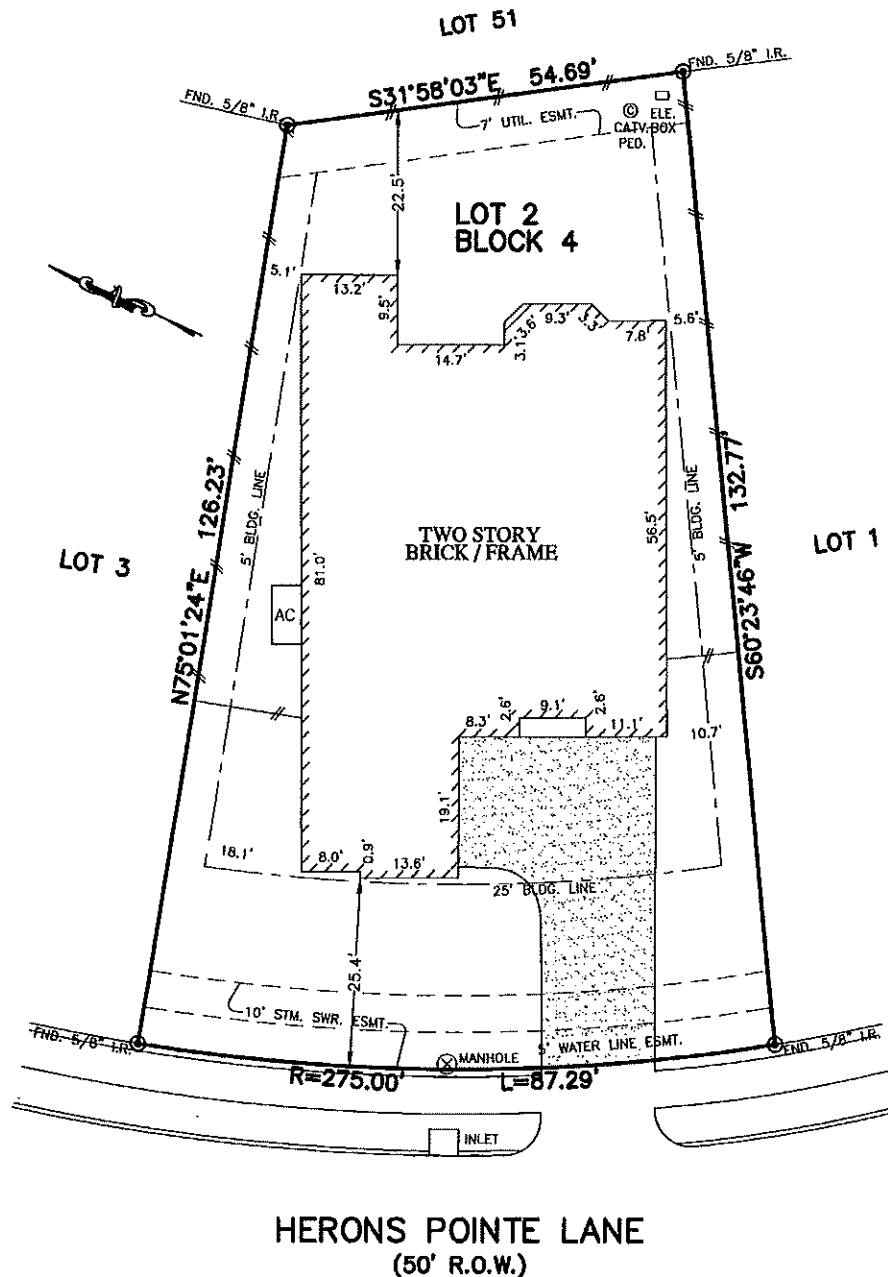 LOT 51
FND. 5/8" I.R.
S31°58'03"E 54.69'
FND. 5/8" I.R.
7' UTIL. ESMT.
© ELE.
CATV. BOX
PED.
22.5'
LOT 2
BLOCK 4
5.1'
13.2'
9.5'
14.7'
3.1'
3.6'
9.3'
3.3'
7.8'
5.6'
N75°01'24"E 126.23'
5' BLDG. LINE
LOT 3
81.0'
AC
TWO STORY
BRICK / FRAME
56.5'
5' BLDG. LINE
S60°23'46"W 132.77'
LOT 1
8.3'
2.6'
9.1'
2.6'
11.1'
10.7'
19.1'
18.1'
8.0'
0.9'
13.6'
25' BLDG. LINE
25.4'
10' STM. SWR. ESMT.
5' WATER LINE ESMT.
FND. 5/8" I.R.
MANHOLE
FND. 5/8" I.R.
R=275.00' L=87.29'
INLET
HERONS POINTE LANE
(50' R.O.W.)